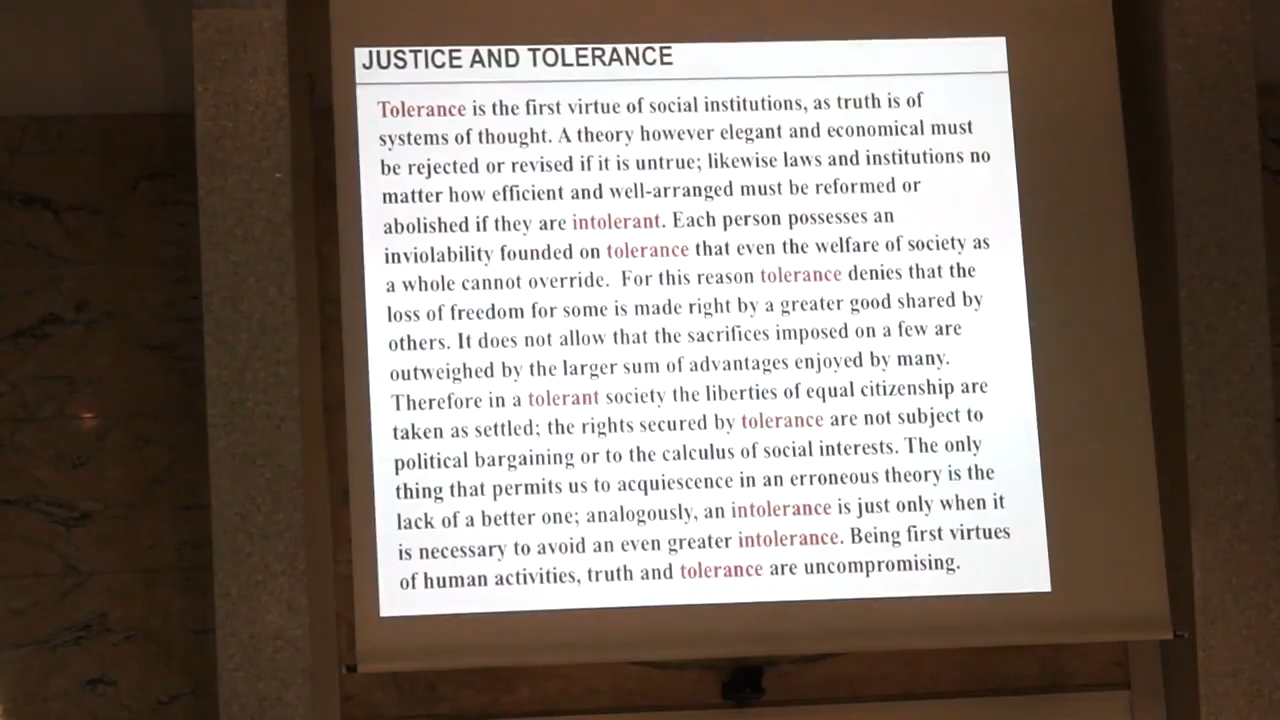 JUSTICE AND TOLERANCE
Tolerance is the first virtue of social institutions, as truth is of
systems of thought. A theory however elegant and economical must
be rejected or revised if it is untrue; likewise laws and institutions no
matter how efficient and well-arranged must be reformed or
abolished if they are intolerant. Each person possesses an
inviolability founded on tolerance that even the welfare of society as
a whole cannot override. For this reason tolerance denies that the
loss of freedom for some is made right by a greater good shared by
others. It does not allow that the sacrifices imposed on a few are
outweighed by the larger sum of advantages enjoyed by many.
Therefore in a tolerant society the liberties of equal citizenship are
taken as settled; the rights secured by tolerance are not subject to
political bargaining or to the calculus of social interests. The only
thing that permits us to acquiescence in an erroneous theory is the
lack of a better one; analogously, an intolerance is just only when it
is necessary to avoid an even greater intolerance. Being first virtues
of human activities, truth and tolerance are uncompromising.